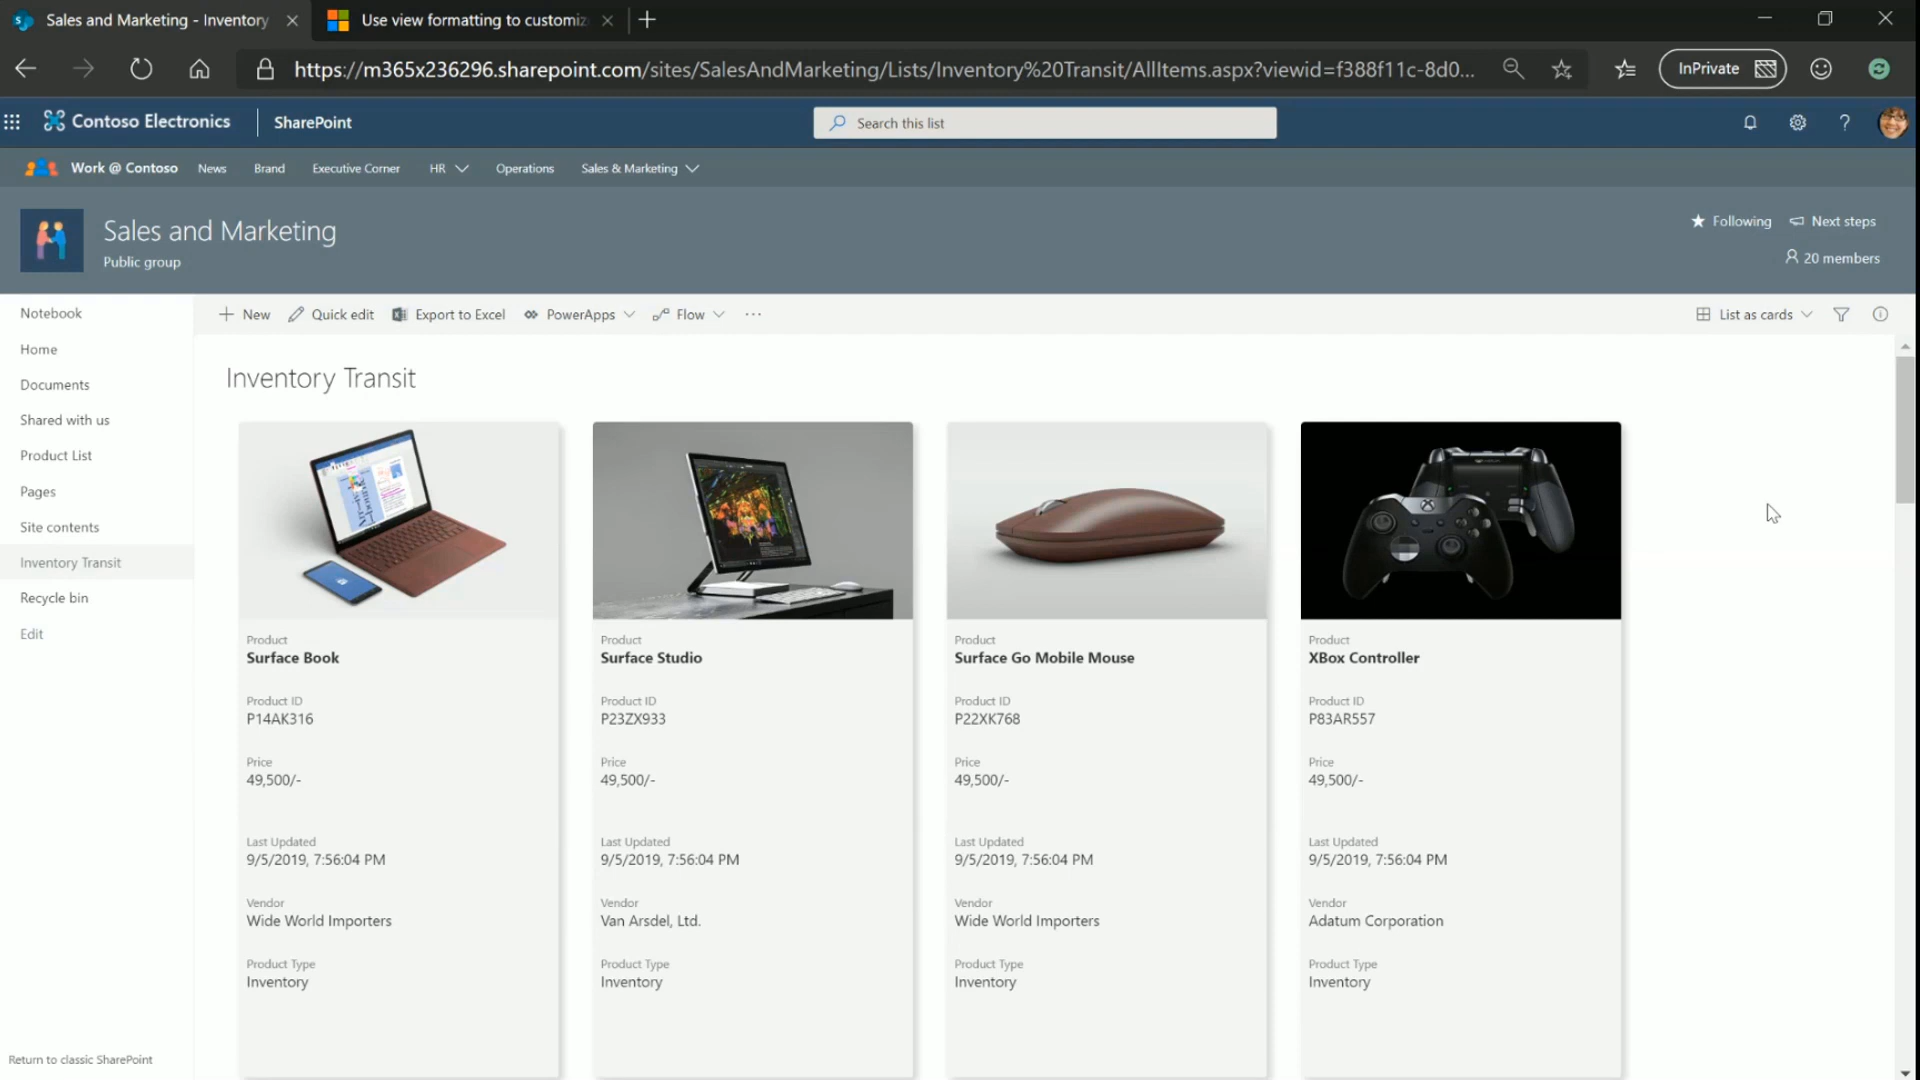 Sales and Marketing - Inventory
Use view formatting to customiz
https://m365x236296.sharepoint.com/sites/SalesAndMarketing/Lists/Inventory%20Transit/AllItems.aspx?viewid=f388f11c-8d0...
InPrivate
Contoso Electronics
SharePoint
Search this list
Work @ Contoso
News
Brand
Executive Corner
HR
Operations
Sales & Marketing
Sales and Marketing
Public group
Following
Next steps
20 members
Notebook
Home
Documents
Shared with us
Product List
Pages
Site contents
Inventory Transit
Recycle bin
Edit
Return to classic SharePoint
New
Quick edit
Export to Excel
PowerApps
Flow
List as cards
Inventory Transit
Product
Surface Book
Product ID
P14AK316
Price
49,500/-
Last Updated
9/5/2019, 7:56:04 PM
Vendor
Wide World Importers
Product Type
Inventory
Product
Surface Studio
Product ID
P23ZX933
Price
49,500/-
Last Updated
9/5/2019, 7:56:04 PM
Vendor
Van Arsdel, Ltd.
Product Type
Inventory
Product
Surface Go Mobile Mouse
Product ID
P22XK768
Price
49,500/-
Last Updated
9/5/2019, 7:56:04 PM
Vendor
Wide World Importers
Product Type
Inventory
Product
XBox Controller
Product ID
P83AR557
Price
49,500/-
Last Updated
9/5/2019, 7:56:04 PM
Vendor
Adatum Corporation
Product Type
Inventory